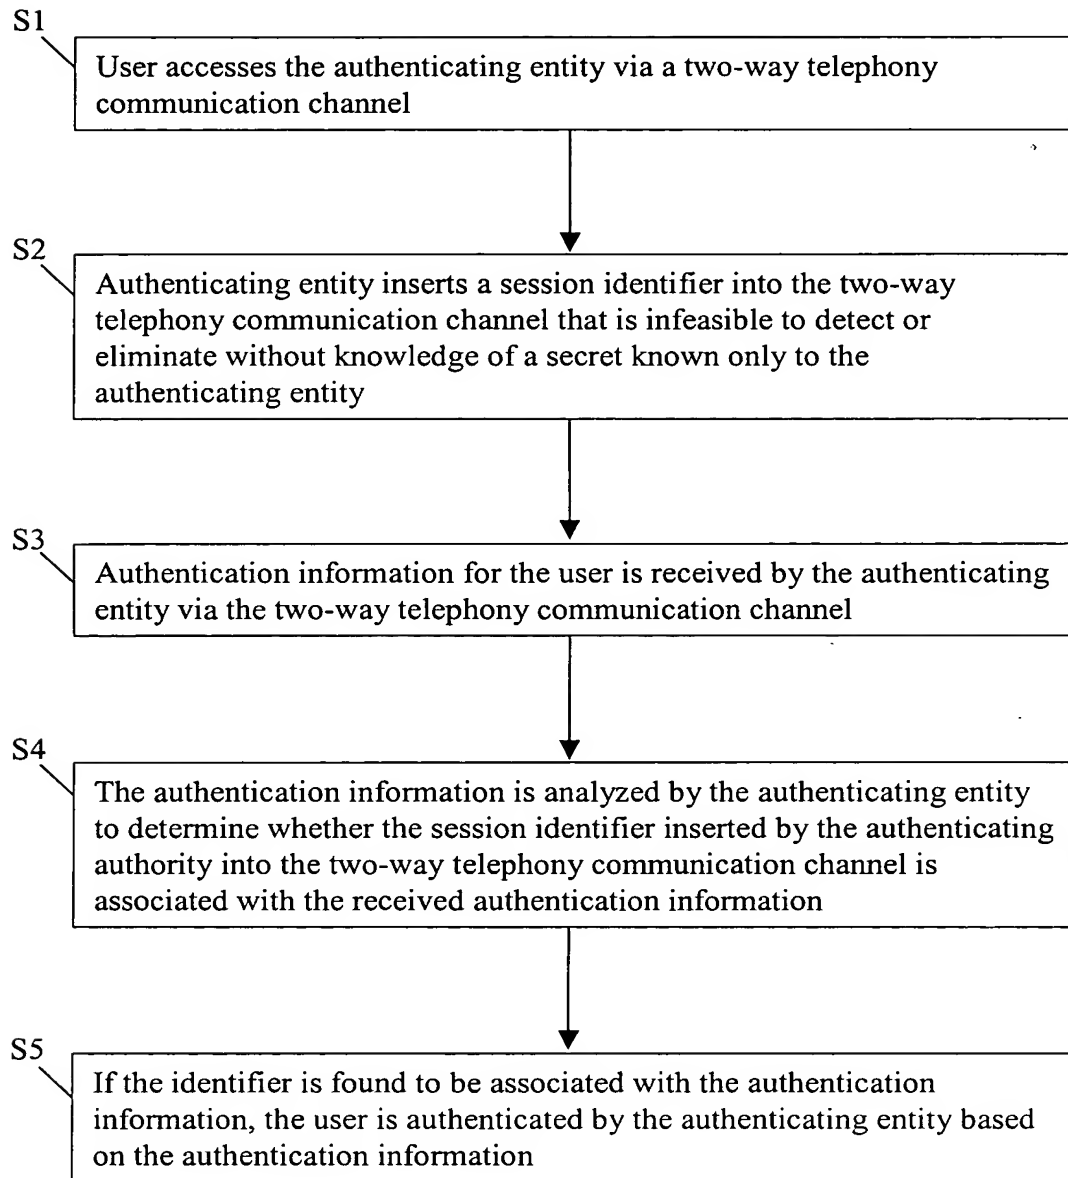 S1
User accesses the authenticating entity via a two-way telephony
communication channel
S2
Authenticating entity inserts a session identifier into the two-way
telephony communication channel that is infeasible to detect or
eliminate without knowledge of a secret known only to the
authenticating entity
S3
Authentication information for the user is received by the authenticating
entity via the two-way telephony communication channel
S4
The authentication information is analyzed by the authenticating entity
to determine whether the session identifier inserted by the authenticating
authority into the two-way telephony communication channel is
associated with the received authentication information
S5
If the identifier is found to be associated with the authentication
information, the user is authenticated by the authenticating entity based
on the authentication information